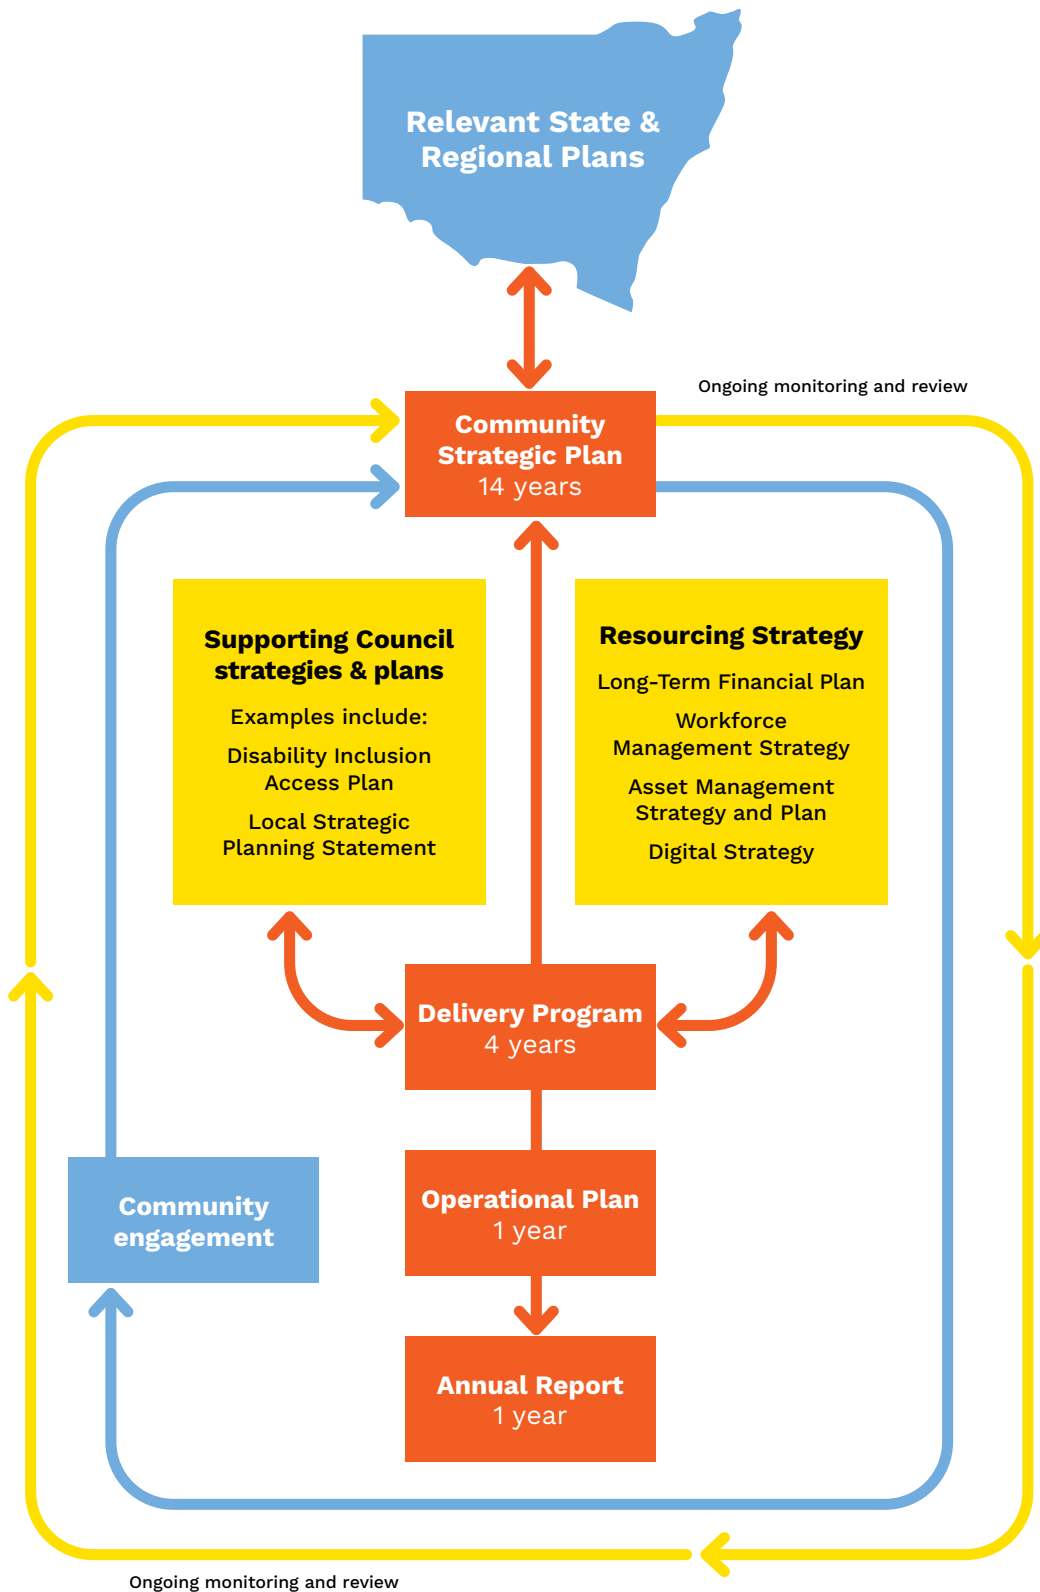 Relevant State &
Regional Plans
Ongoing monitoring and review
Community
Strategic Plan
14 years
Supporting Council
strategies & plans
Examples include:
Disability Inclusion
Access Plan
Local Strategic
Planning Statement
Resourcing Strategy
Long-Term Financial Plan
Workforce
Management Strategy
Asset Management
Strategy and Plan
Digital Strategy
Delivery Program
4 years
Community
engagement
Operational Plan
1 year
Annual Report
1 year
Ongoing monitoring and review